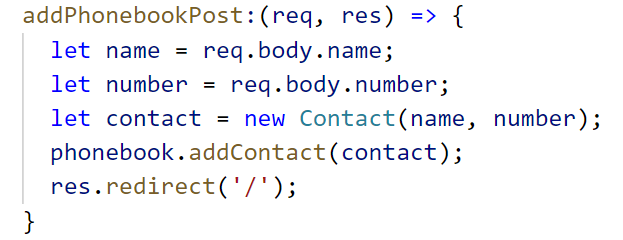 addPhonebookPost:(req, res) => {
  let name = req.body.name;
  let number = req.body.number;
  let contact = new Contact(name, number);
  phonebook.addContact(contact);
  res.redirect('/');
}